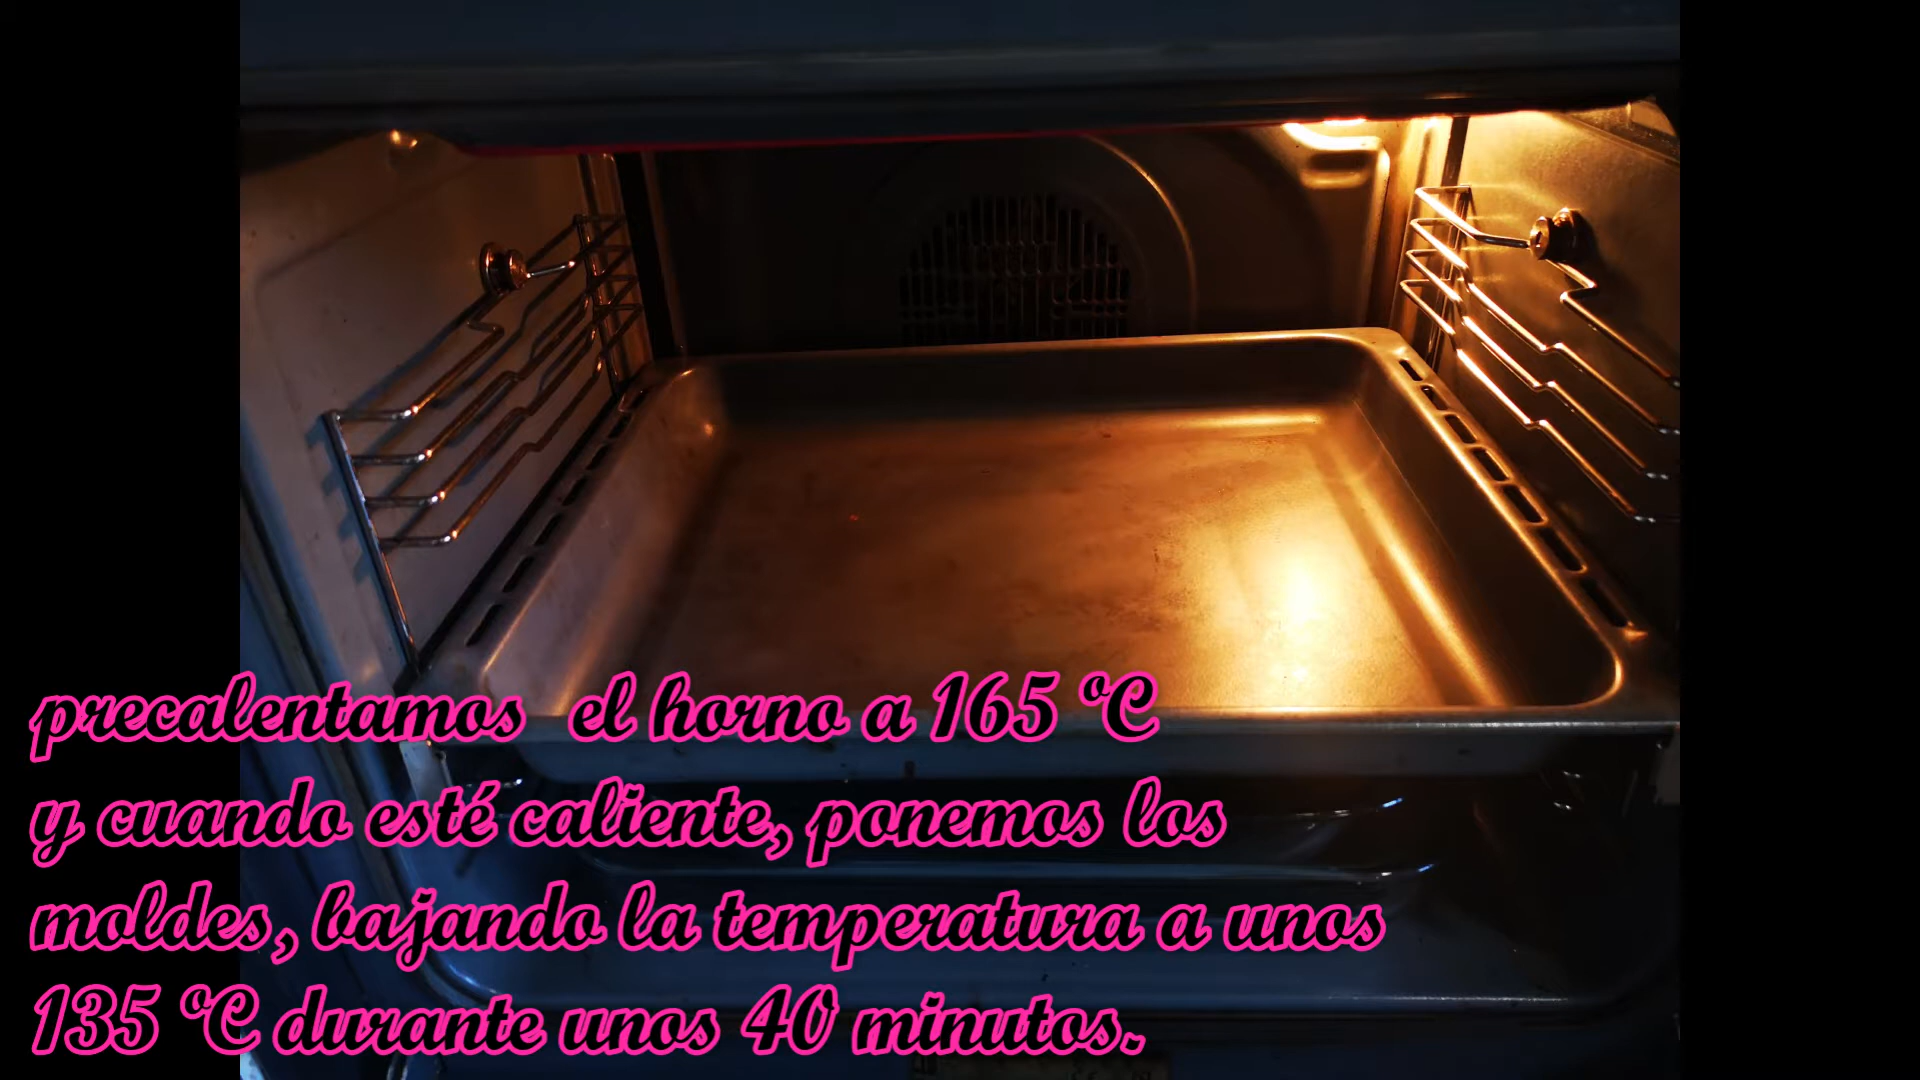 precalentamos  el horno a 165 ºC
y cuando esté caliente, ponemos los
moldes, bajando la temperatura a unos
135 ºC durante unos 40 minutos.